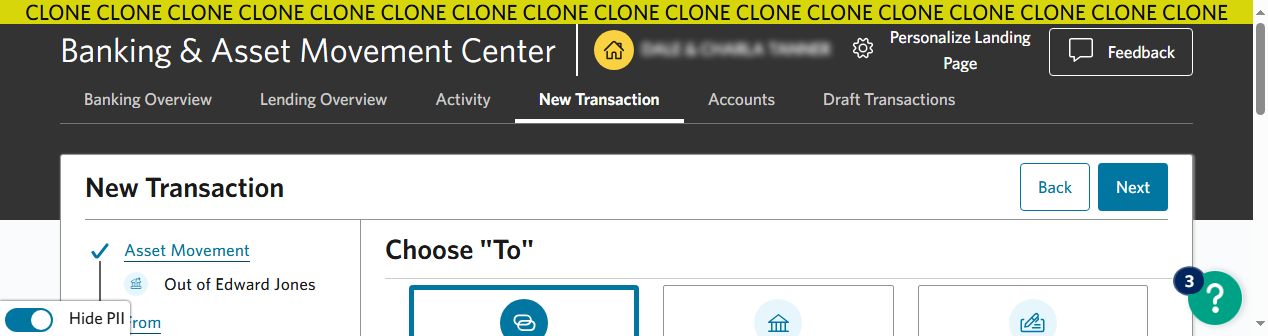 CLONE CLONE CLONE CLONE CLONE CLONE CLONE CLONE CLONE CLONE CLONE CLONE CLONE CLONE CLONE CLONE CLONE
Banking & Asset Movement Center
Personalize Landing
Page
Feedback
Banking Overview Lending Overview Activity New Transaction Accounts Draft Transactions
New Transaction
Back Next
Asset Movement
Out of Edward Jones
Choose "To"
3
?
Hide PII